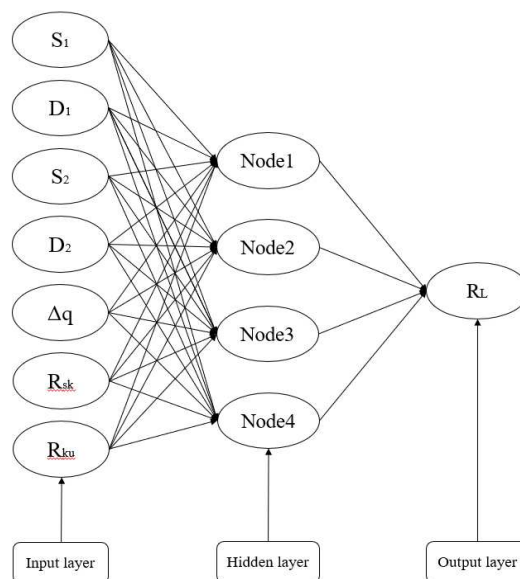 S₁
D₁
S₂
D₂
Δq
Rsk
Rku
Node1
Node2
Node3
Node4
RL
Input layer
Hidden layer
Output layer